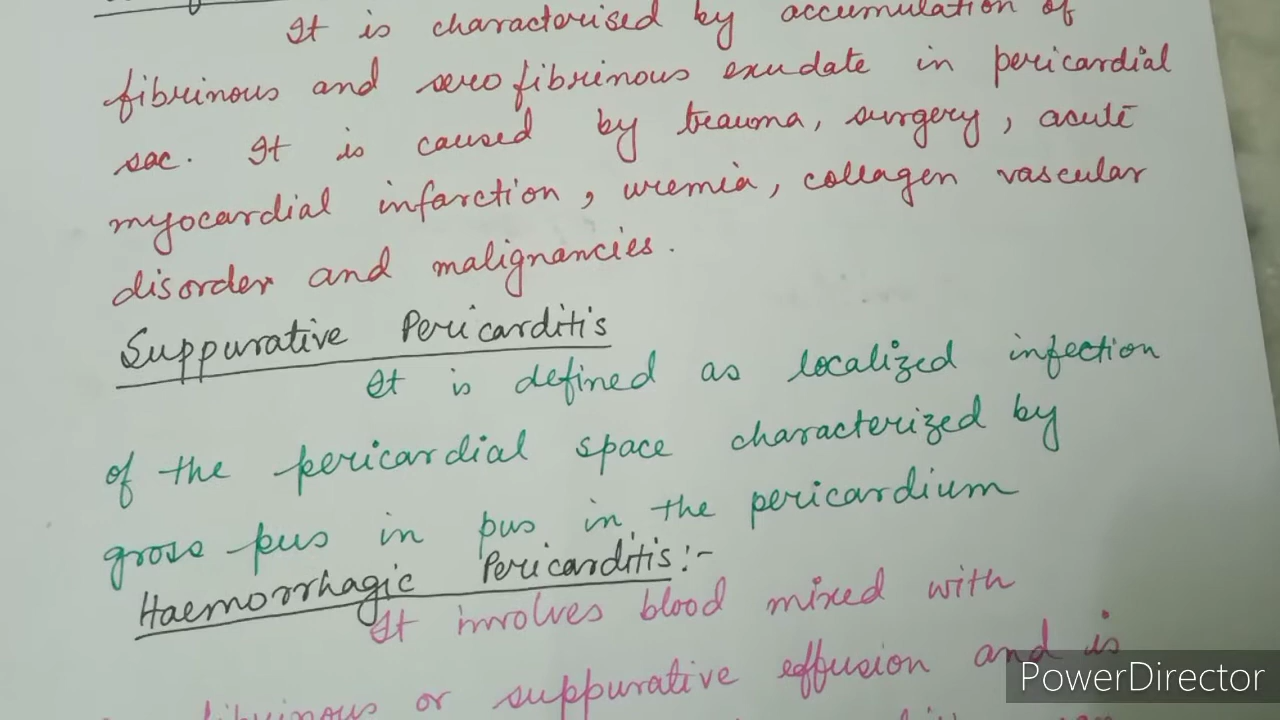 It is characterised by accumulation of
fibrinous and sero fibrinous exudate in pericardial
sac. It is caused by trauma, surgery, acute
myocardial infarction, uremia, collagen vascular
disorder and malignancies.
Suppurative Pericarditis
It is defined as localized infection
of the pericardial space characterized by
gross pus in pus in the pericardium
Haemorrhagic Pericarditis:-
It involves blood mixed with
fibrinous or suppurative effusion and is
PowerDirector